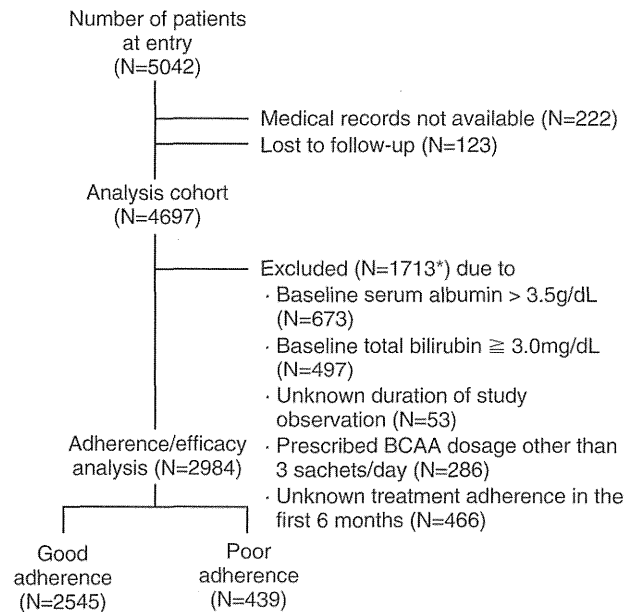 Number of patients
at entry
(N=5042)
Medical records not available (N=222)
Lost to follow-up (N=123)
Analysis cohort
(N=4697)
Excluded (N=1713*) due to
· Baseline serum albumin > 3.5g/dL
(N=673)
· Baseline total bilirubin ≧ 3.0mg/dL
(N=497)
· Unknown duration of study
observation (N=53)
· Prescribed BCAA dosage other than
3 sachets/day (N=286)
· Unknown treatment adherence in the
first 6 months (N=466)
Adherence/efficacy
analysis (N=2984)
Good
adherence
(N=2545)
Poor
adherence
(N=439)